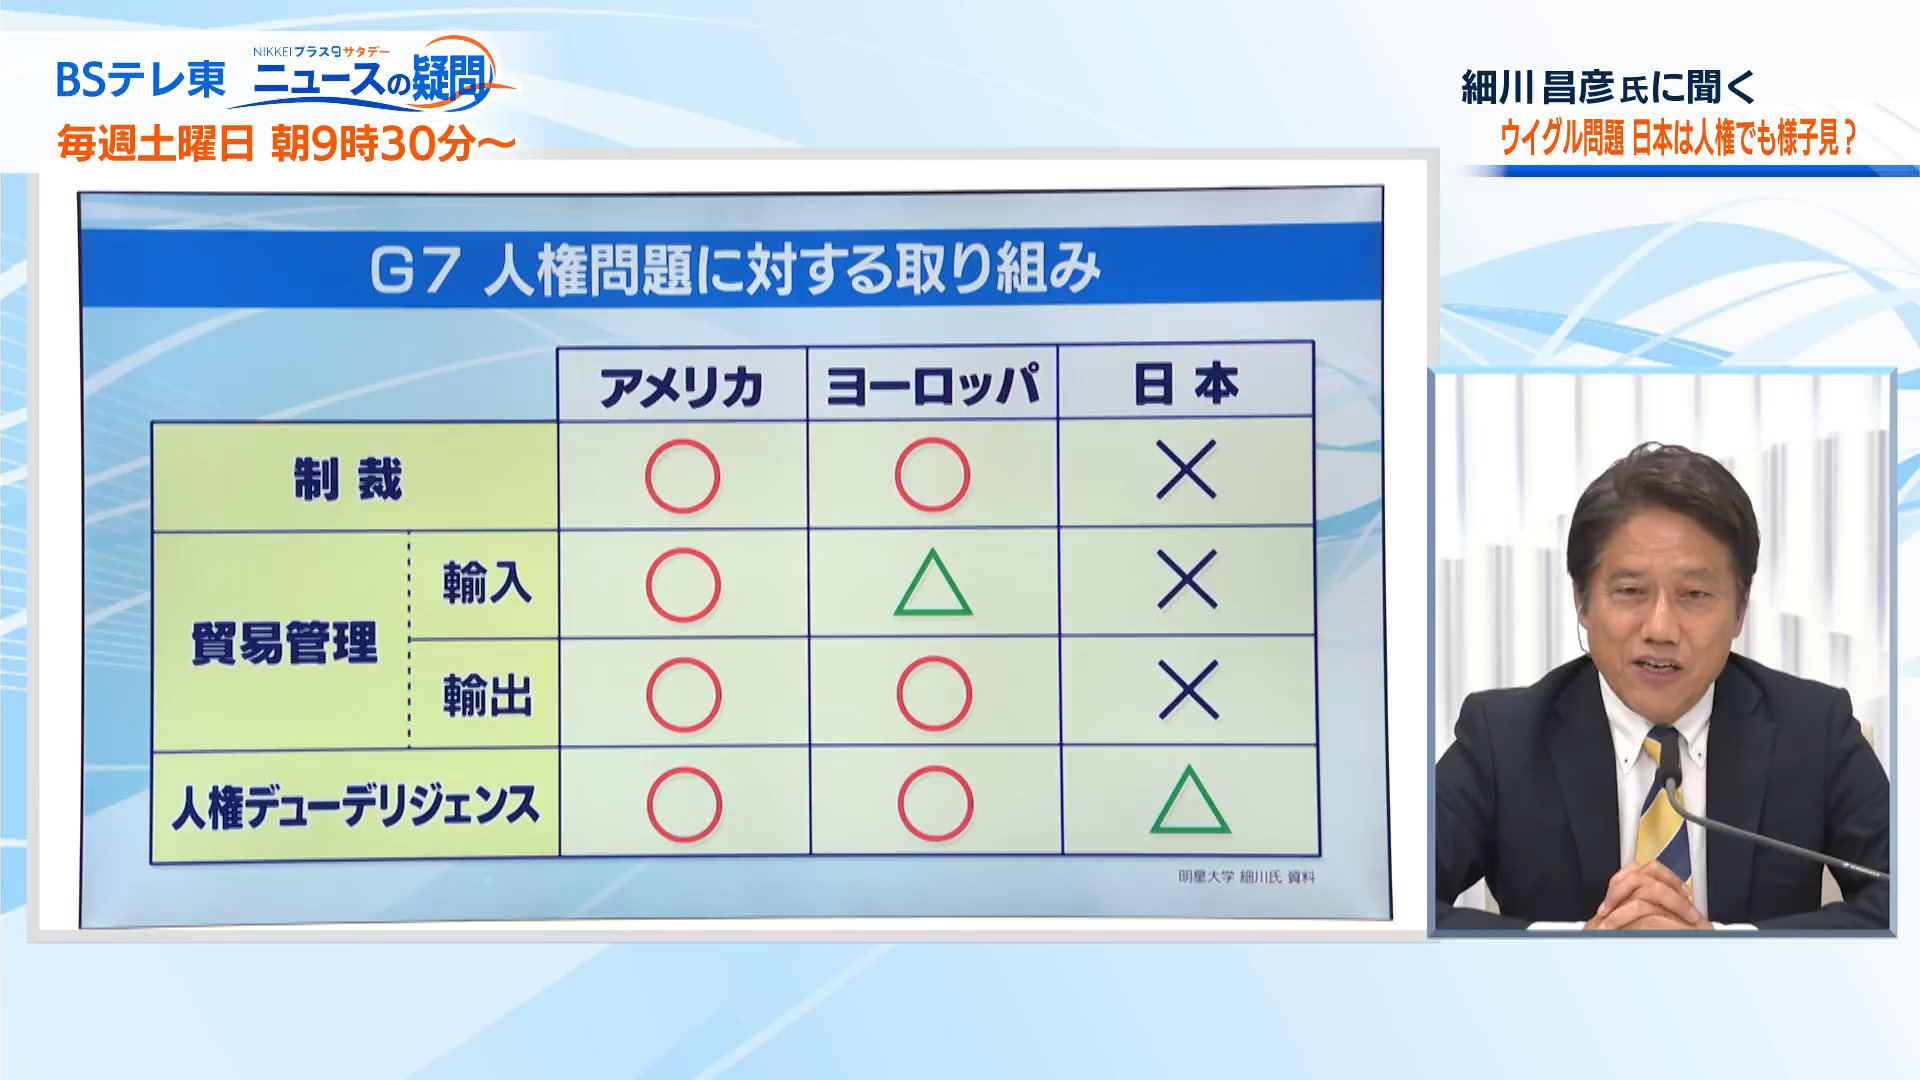 BSテレ東
NIKKEIプラス9サタデー
ニュースの疑問
毎週土曜日 朝9時30分〜
細川昌彦氏に聞く
ウイグル問題 日本は人権でも様子見？
G7 人権問題に対する取り組み
アメリカ ヨーロッパ 日本
制裁 ○ ○ ×
貿易管理
輸入 ○ △ ×
輸出 ○ ○ ×
人権デューデリジェンス ○ ○ △
明星大学 細川氏 資料